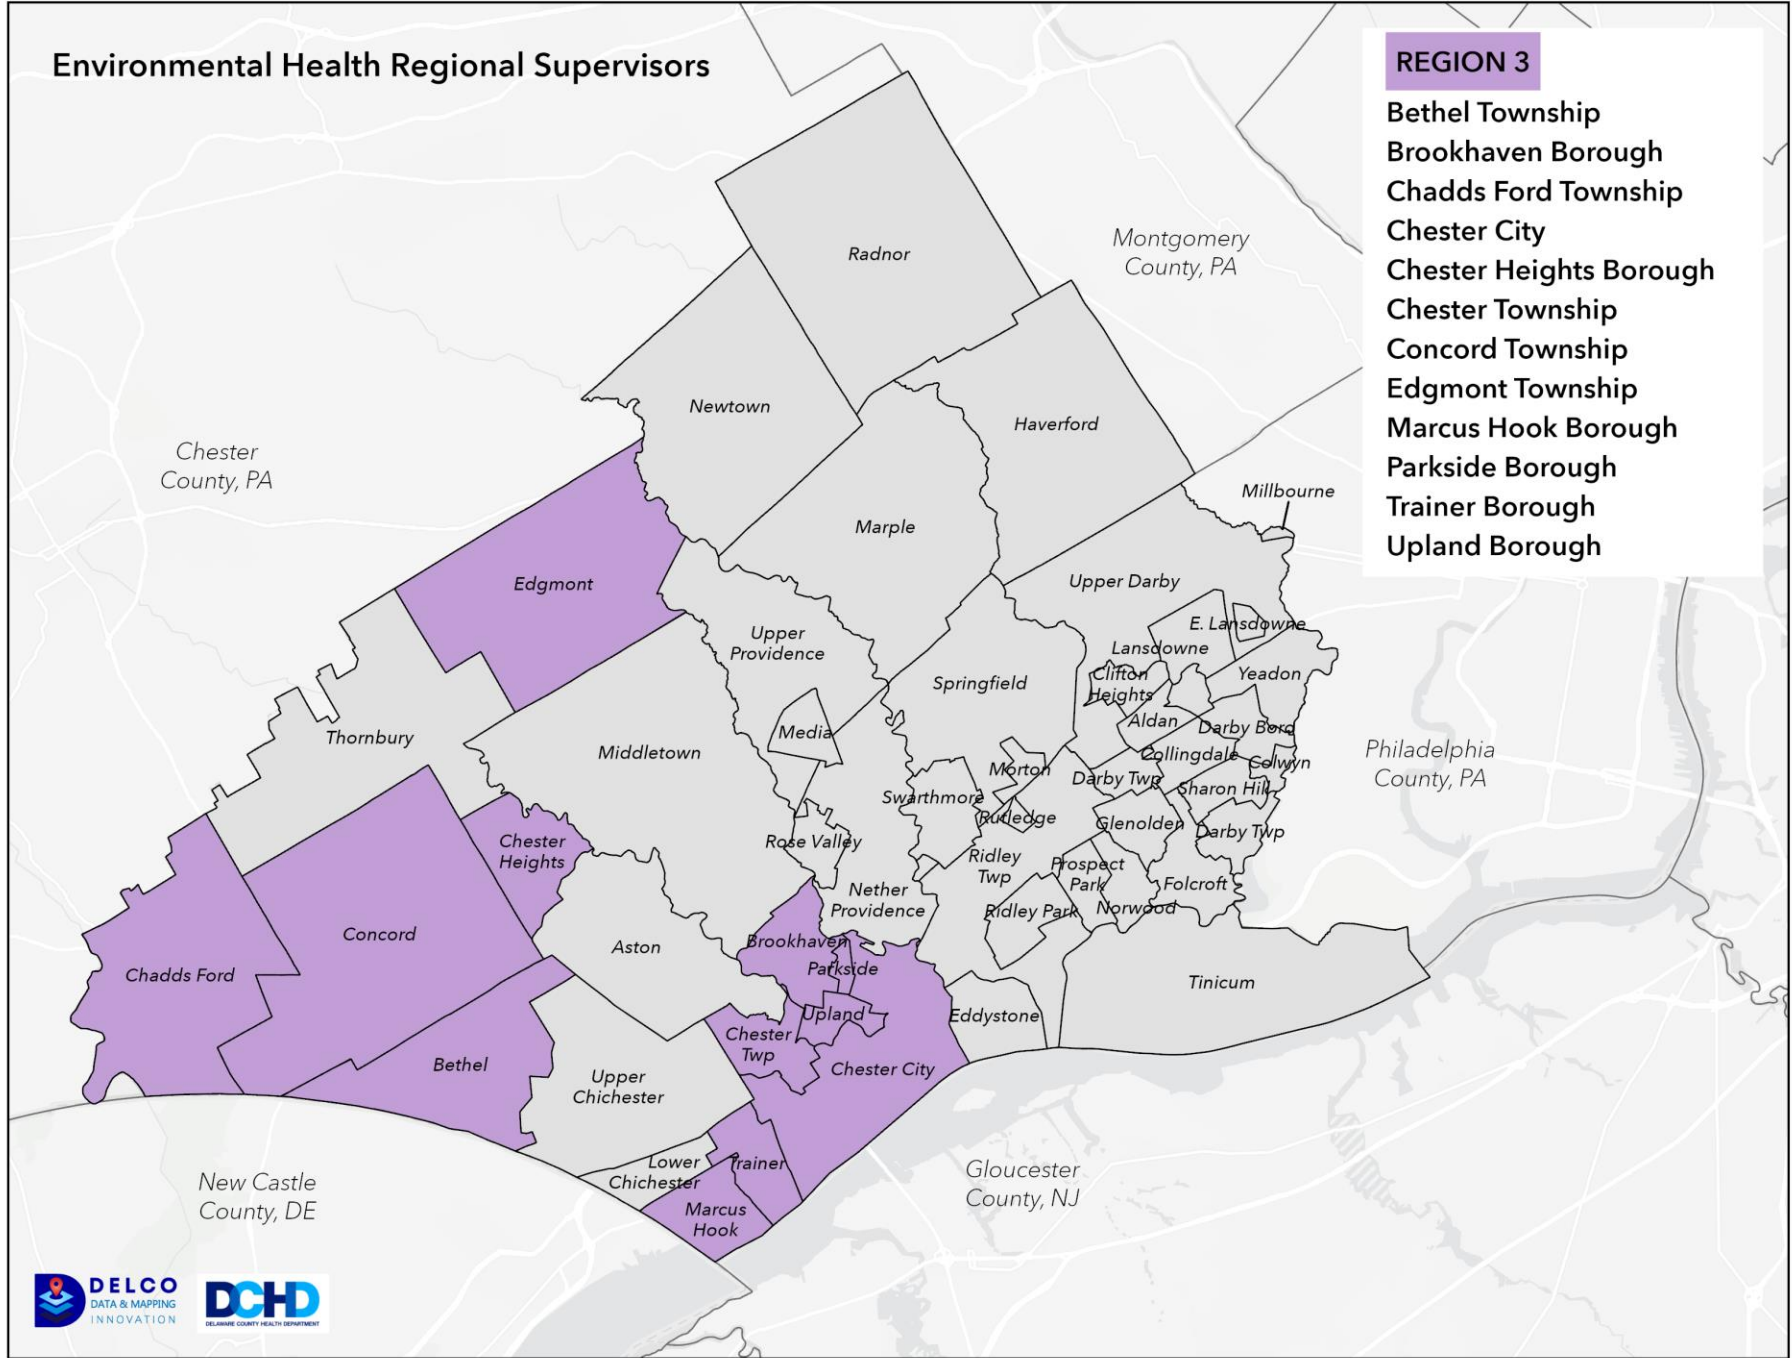 Environmental Health Regional Supervisors
REGION 3
Bethel Township
Brookhaven Borough
Chadds Ford Township
Chester City
Chester Heights Borough
Chester Township
Concord Township
Edgmont Township
Marcus Hook Borough
Parkside Borough
Trainer Borough
Upland Borough
Radnor
Montgomery
County, PA
Newtown
Haverford
Chester
County, PA
Millbourne
Marple
Edgmont
Upper Darby
E. Lansdowne
Upper
Providence
Lansdowne
Clifton
Heights
Yeadon
Springfield
Aldan
Darby Boro
Media
Thornbury
Middletown
Collingdale
Colwyn
Philadelphia
County, PA
Morton
Darby Twp
Sharon Hill
Swarthmore
Rutledge
Glenolden
Darby Twp
Chester
Heights
Rose Valley
Ridley
Twp
Prospect
Park
Folcroft
Nether
Providence
Ridley Park
Norwood
Concord
Aston
Brookhaven
Parkside
Chadds Ford
Tinicum
Upland
Eddystone
Chester
Twp
Bethel
Chester City
Upper
Chichester
Lower
Chichester
Trainer
New Castle
County, DE
Gloucester
County, NJ
Marcus
Hook
DELCO
DATA & MAPPING
INNOVATION
DCHD
DELAWARE COUNTY HEALTH DEPARTMENT